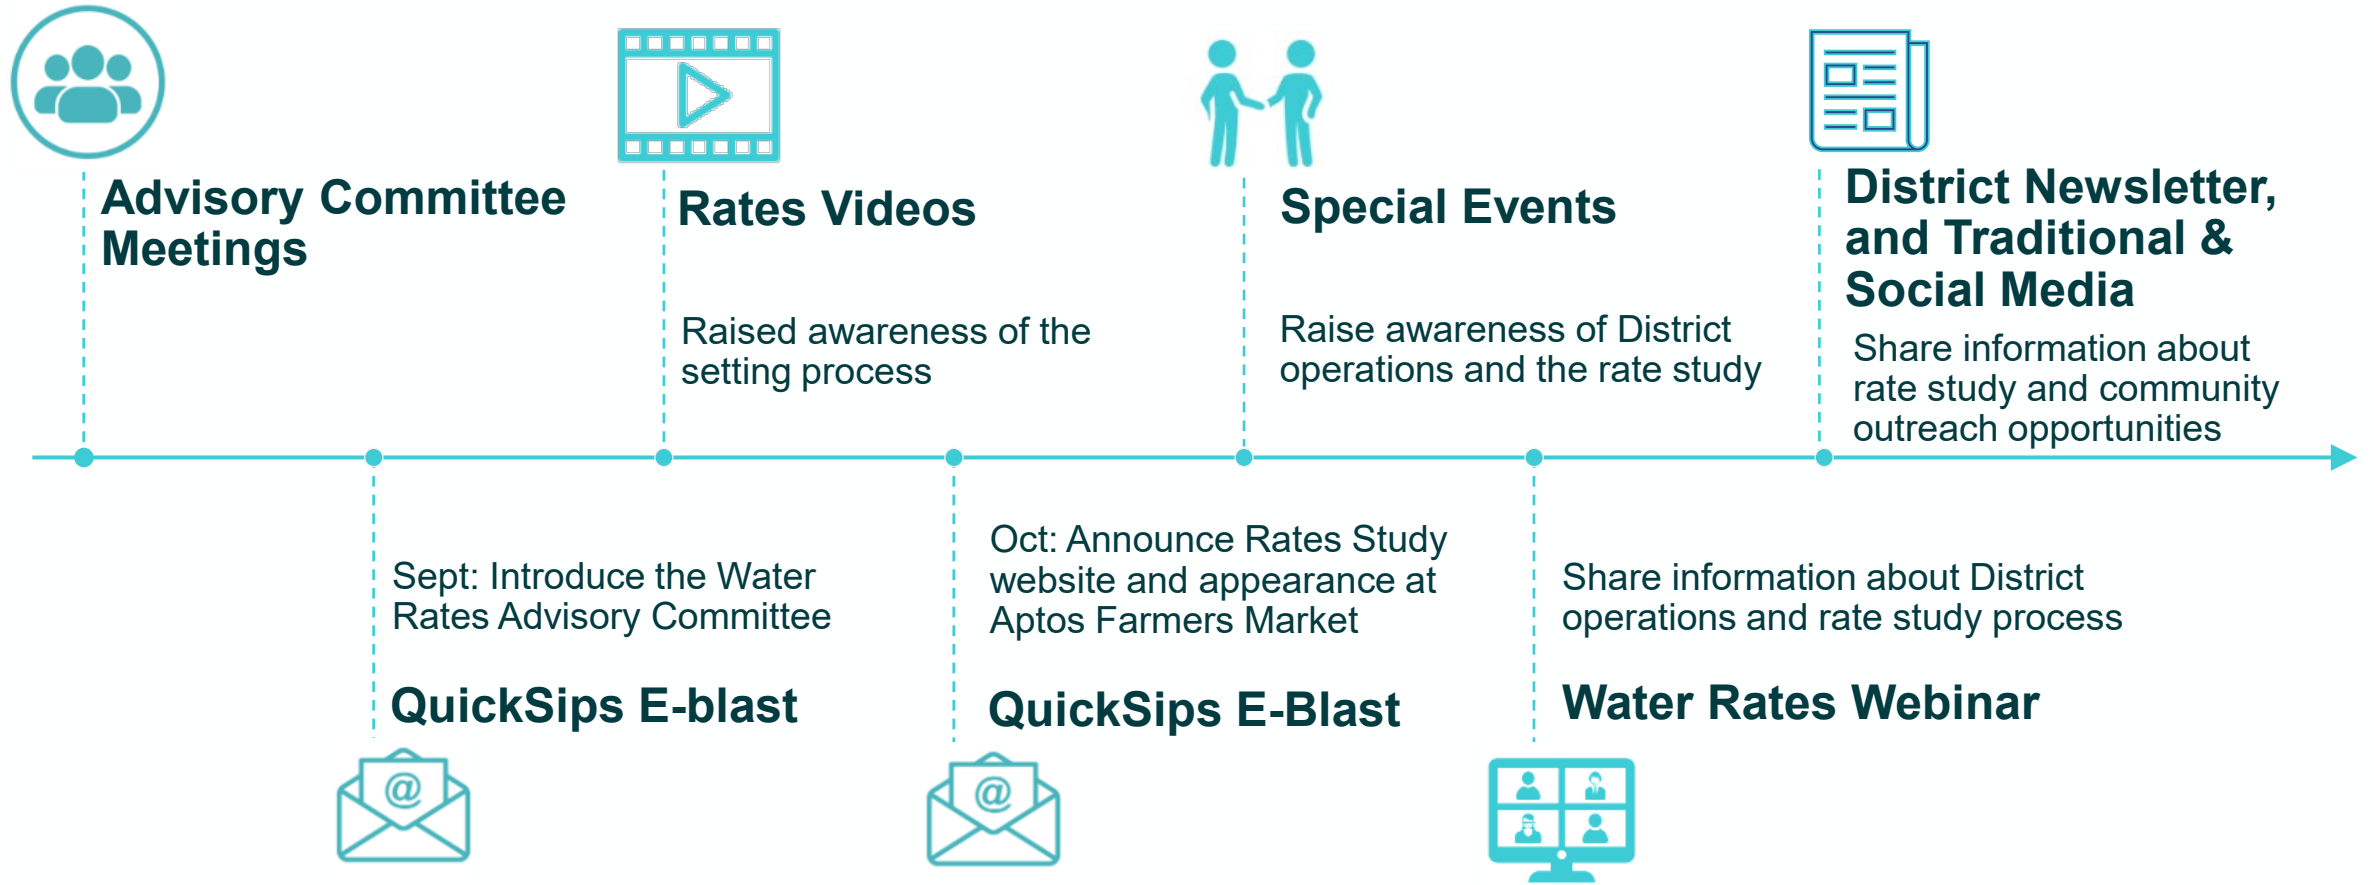 Advisory Committee
Meetings
Rates Videos
Raised awareness of the
setting process
Special Events
Raise awareness of District
operations and the rate study
District Newsletter,
and Traditional &
Social Media
Share information about
rate study and community
outreach opportunities
Sept: Introduce the Water
Rates Advisory Committee
QuickSips E-blast
@
Oct: Announce Rates Study
website and appearance at
Aptos Farmers Market
QuickSips E-Blast
@
Share information about District
operations and rate study process
Water Rates Webinar